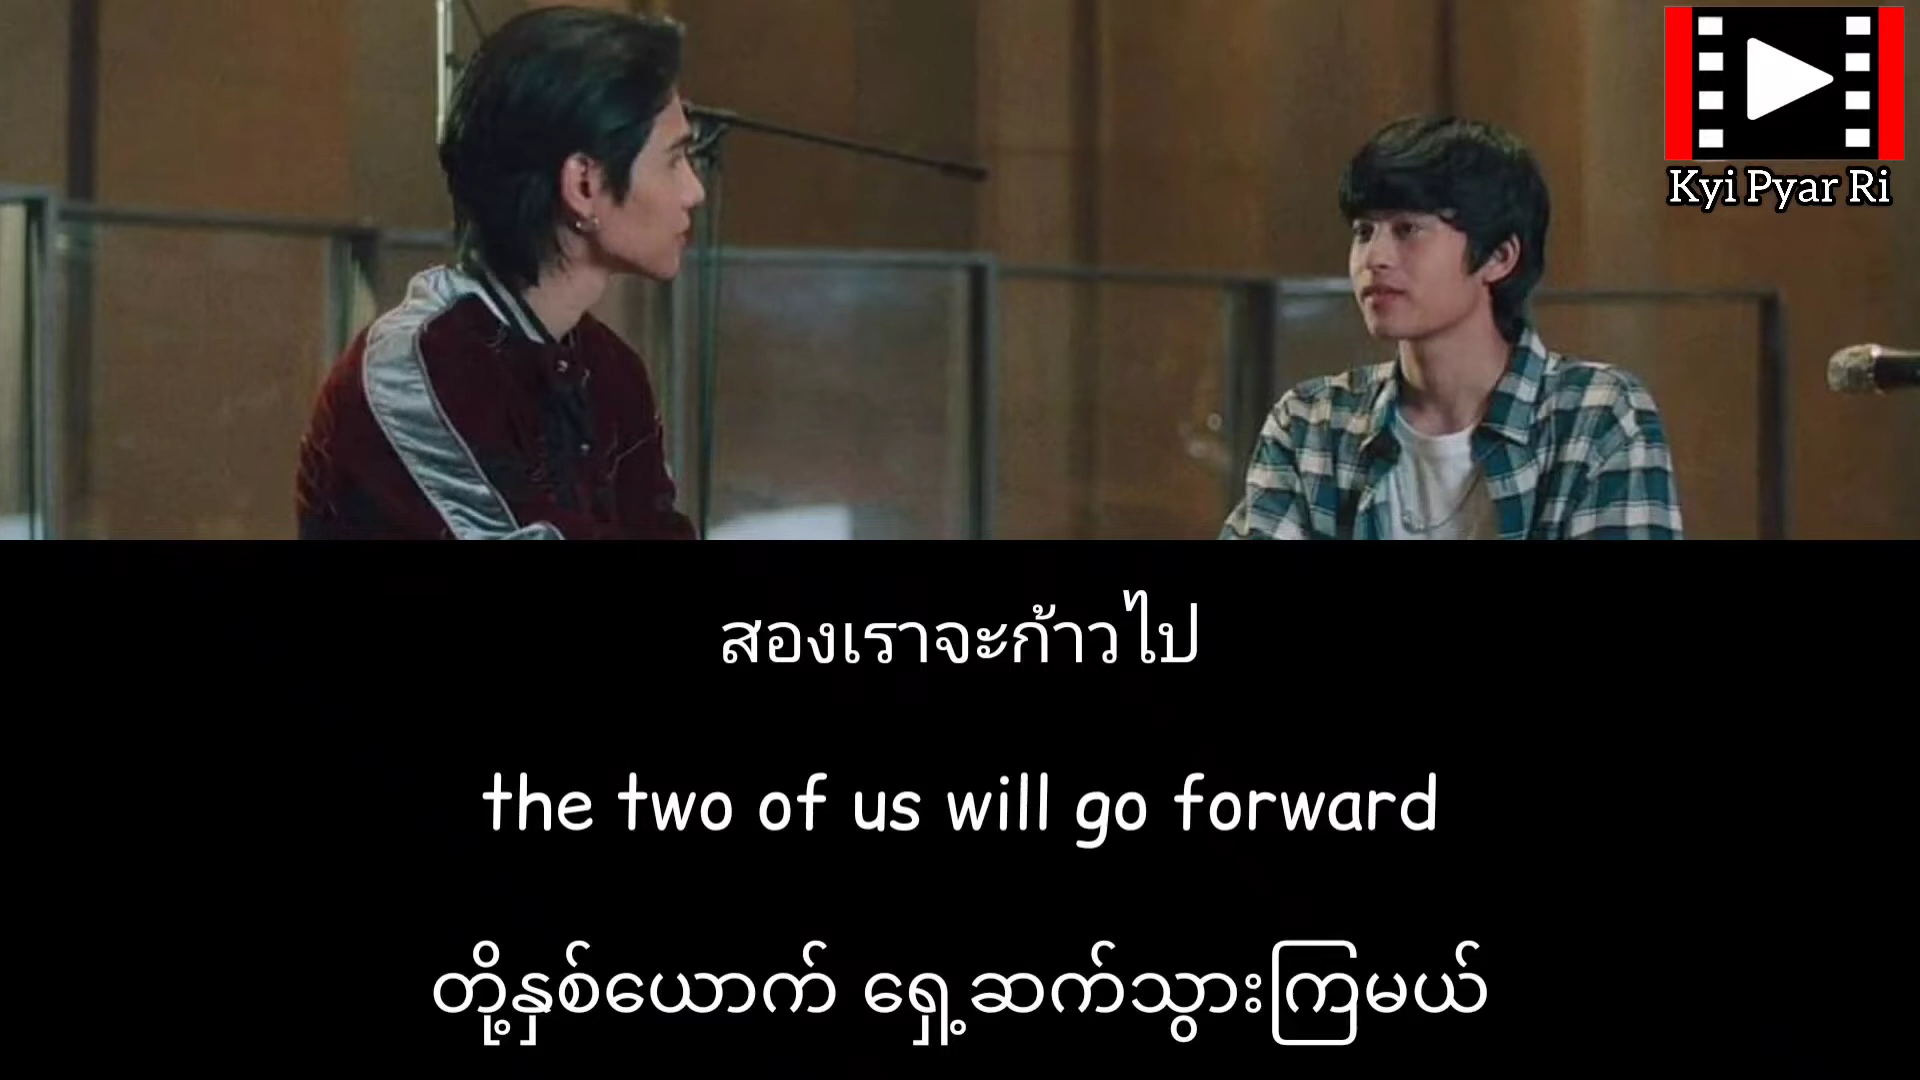 Kyi Pyar Ri
สองเราจะก้าวไป
the two of us will go forward
တို့နှစ်ယောက် ရှေ့ဆက်သွားကြမယ်